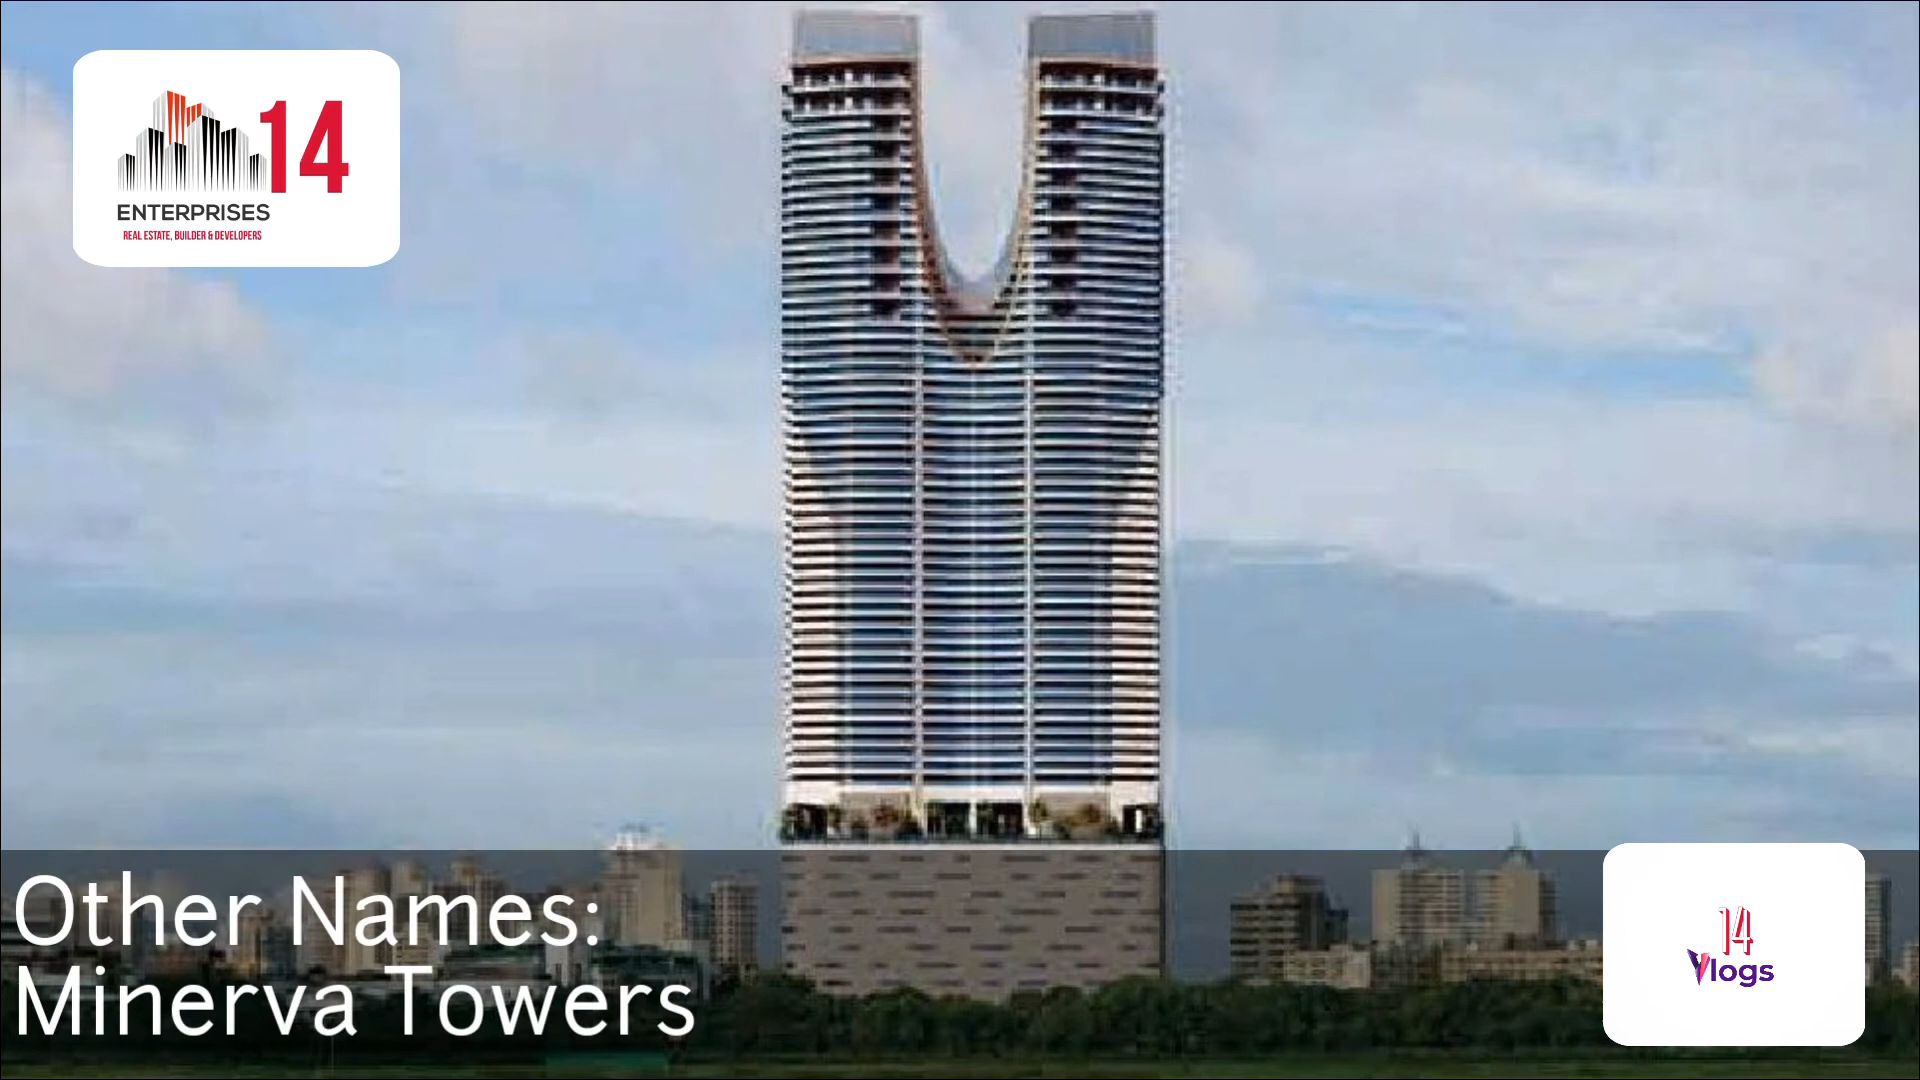 14
ENTERPRISES
REAL ESTATE, BUILDER & DEVELOPERS
Other Names:
Minerva Towers
14
Vlogs